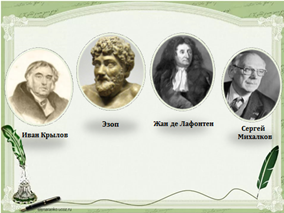 Иван Крылов
Эзоп
Жан де Лафонтен
Сергей
Михалков